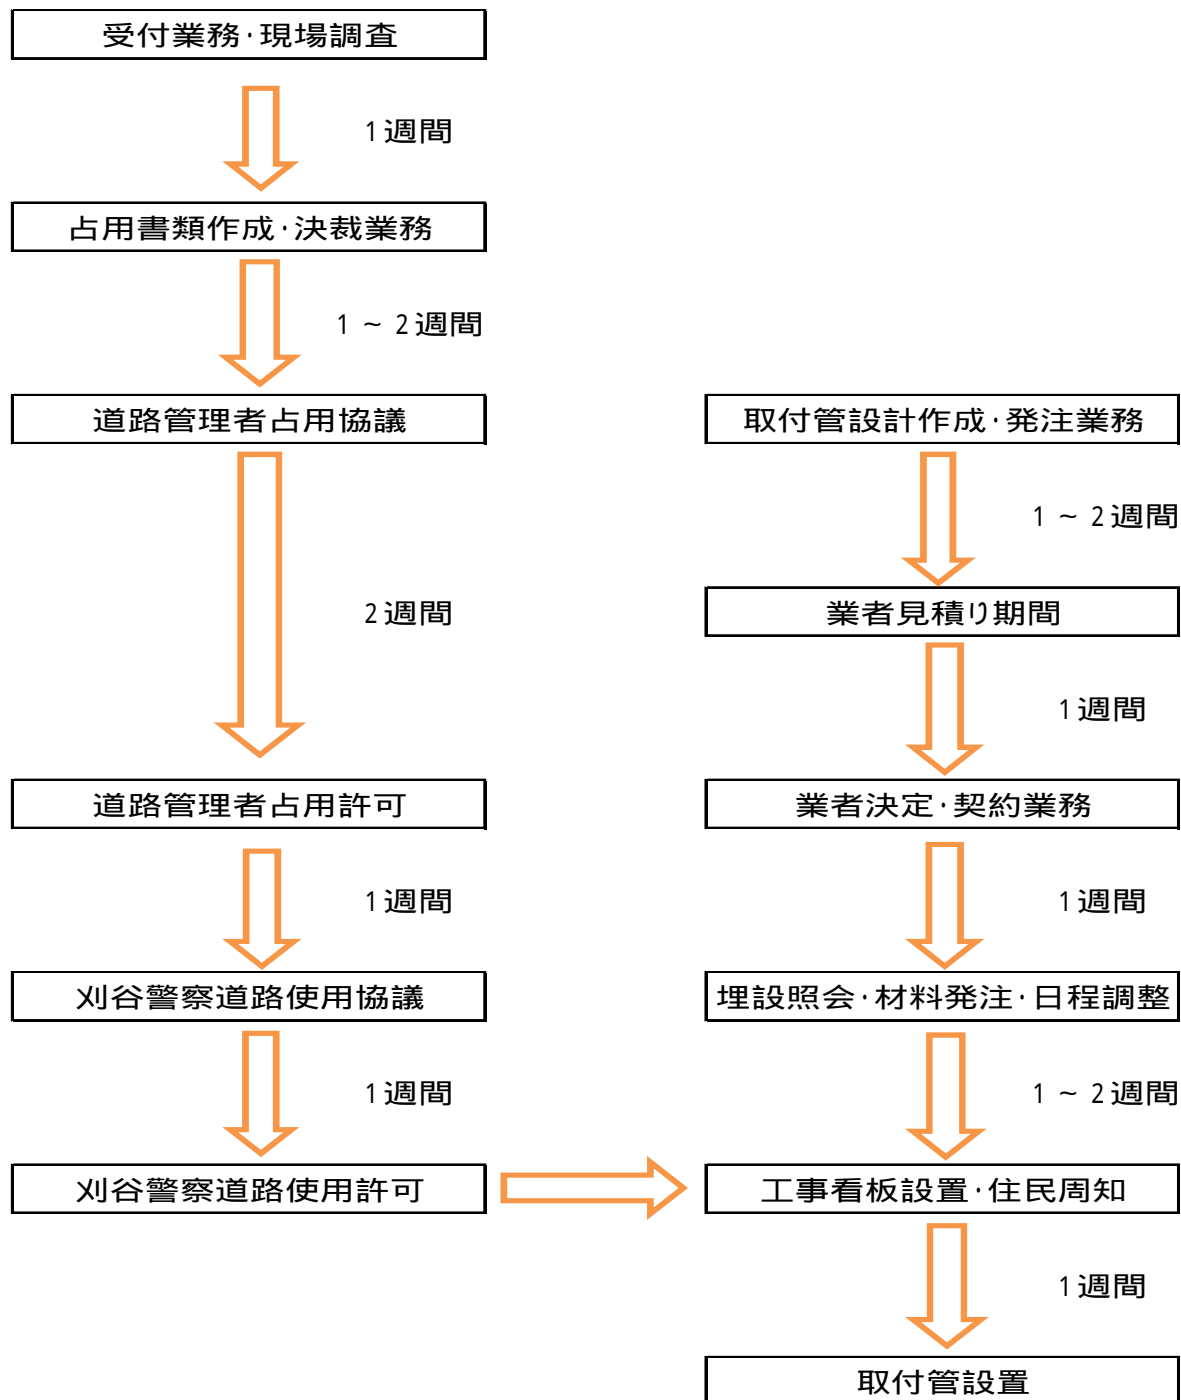 受付業務・現場調査
1週間
占用書類作成・決裁業務
1～2週間
道路管理者占用協議
2週間
道路管理者占用許可
1週間
刈谷警察道路使用協議
1週間
刈谷警察道路使用許可
取付管設計作成・発注業務
1～2週間
業者見積り期間
1週間
業者決定・契約業務
1週間
埋設照会・材料発注・日程調整
1～2週間
工事看板設置・住民周知
1週間
取付管設置